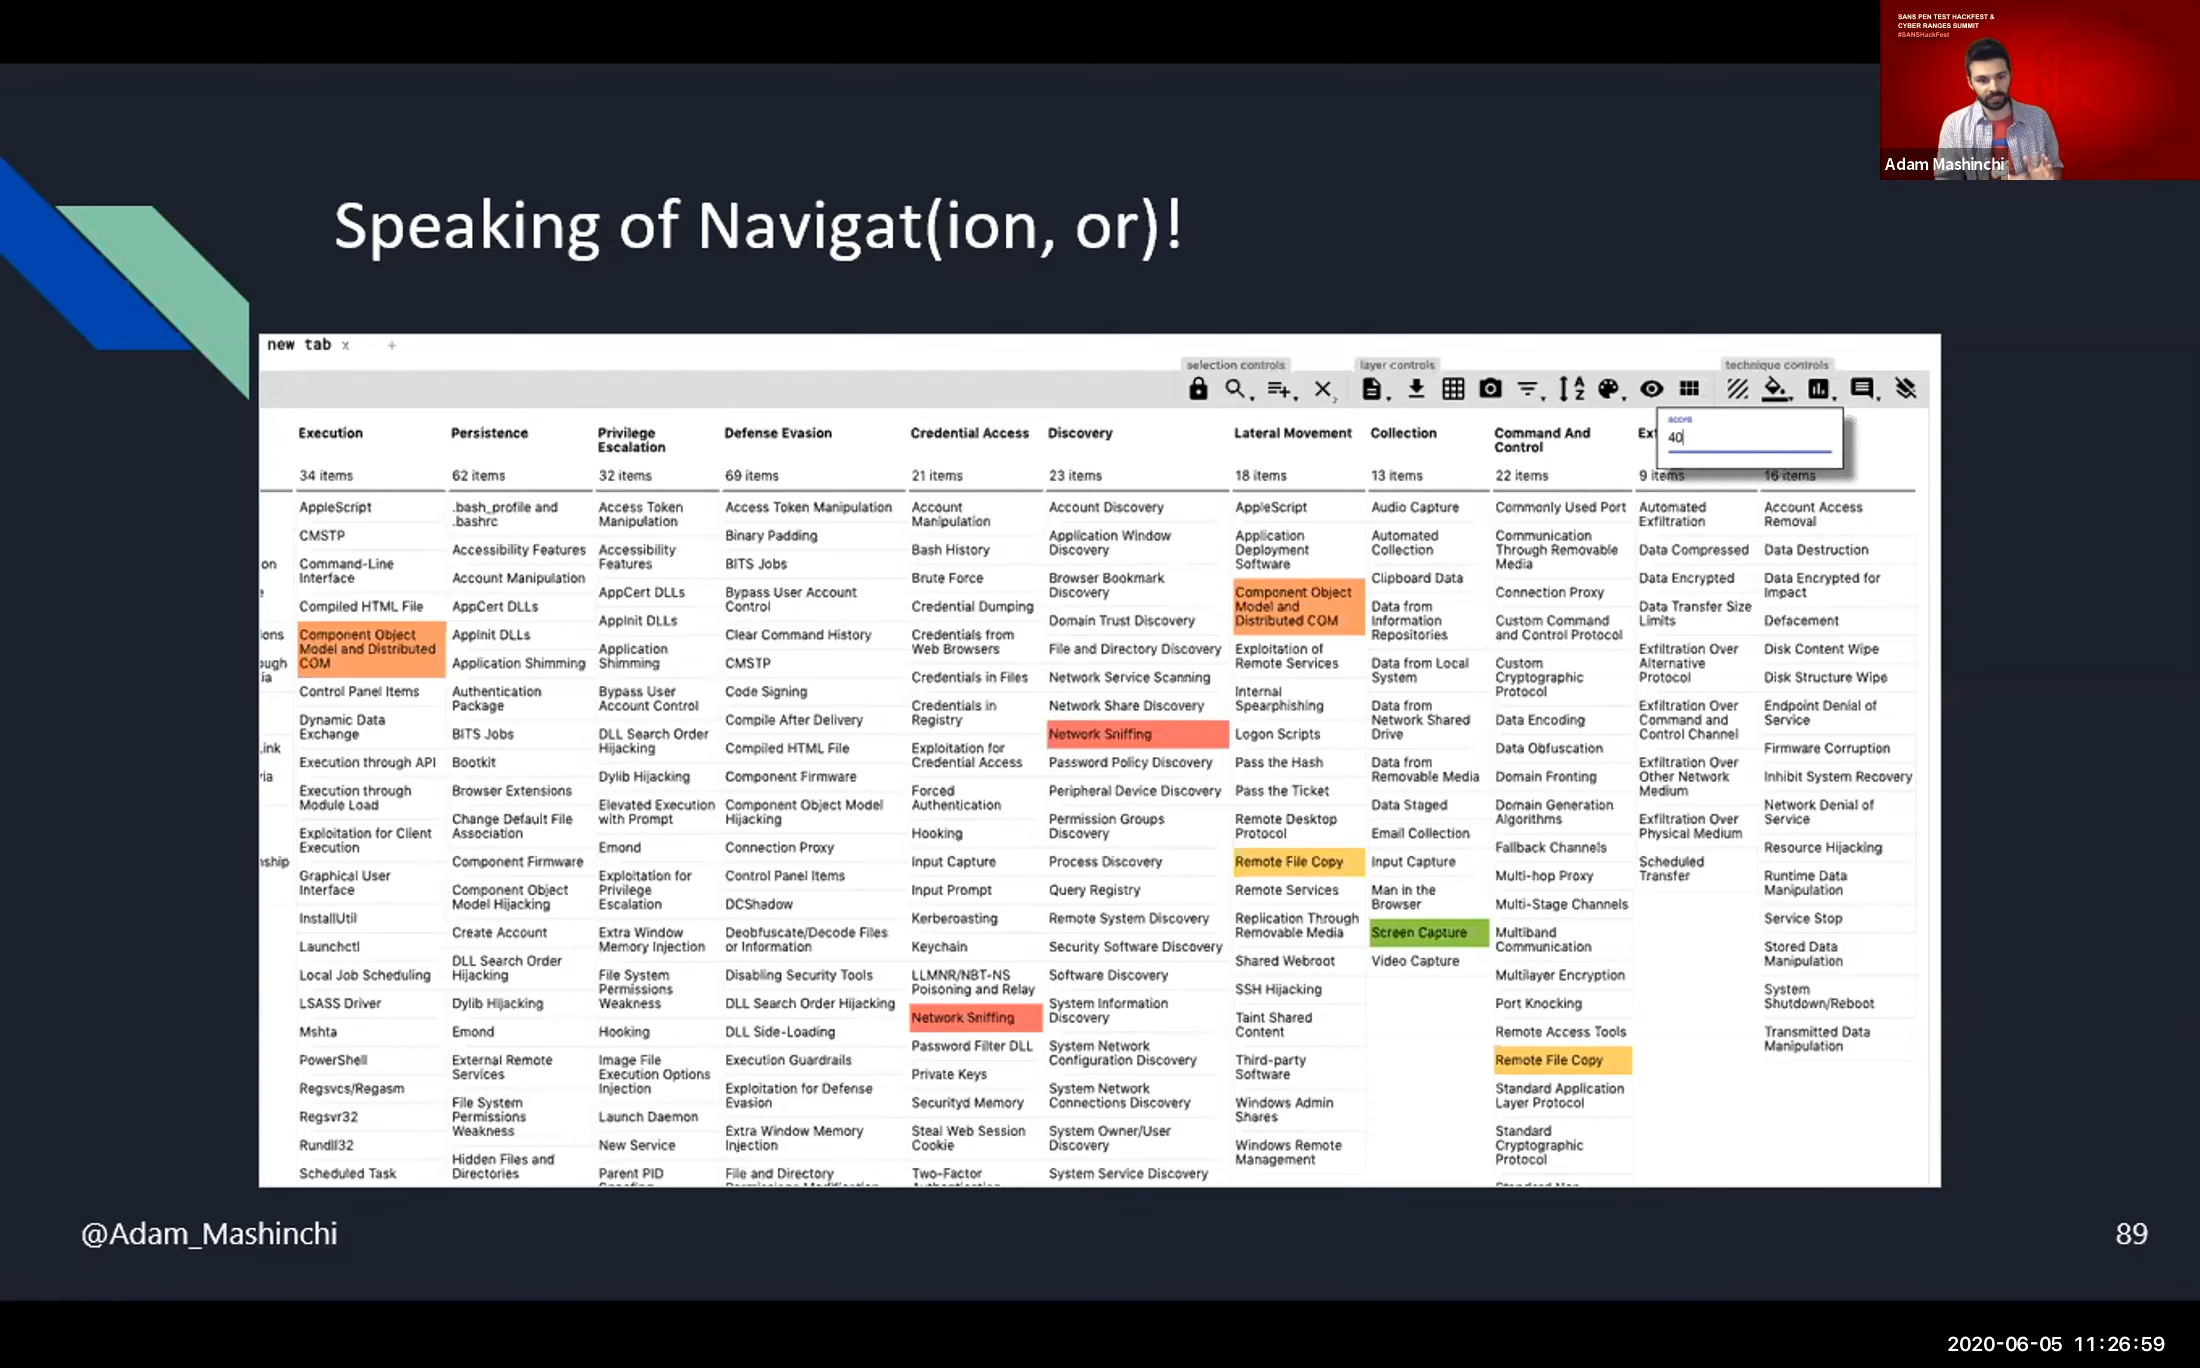 SANS PEN TEST HACKFEST &
CYBER RANGES SUMMIT
#SANSHackFest
Adam Mashinchi
Speaking of Navigat(ion, or)!
new tab x +
selection controls
layer controls
technique controls
score
40
Execution
34 items
AppleScript
CMSTP
Command-Line
Interface
Compiled HTML File
Component Object
Model and Distributed
COM
Control Panel Items
Dynamic Data
Exchange
Execution through API
Execution through
Module Load
Exploitation for Client
Execution
Graphical User
Interface
InstallUtil
Launchctl
Local Job Scheduling
LSASS Driver
Mshta
PowerShell
Regsvcs/Regasm
Regsvr32
Rundll32
Scheduled Task
Persistence
62 items
.bash_profile and
.bashrc
Accessibility Features
Account Manipulation
AppCert DLLs
AppInit DLLs
Application Shimming
Authentication
Package
BITS Jobs
Bootkit
Browser Extensions
Change Default File
Association
Component Firmware
Component Object
Model Hijacking
Create Account
DLL Search Order
Hijacking
Dylib Hijacking
Emond
External Remote
Services
File System
Permissions
Weakness
Hidden Files and
Directories
Privilege
Escalation
32 items
Access Token
Manipulation
Accessibility
Features
AppCert DLLs
AppInit DLLs
Application
Shimming
Bypass User
Account Control
DLL Search Order
Hijacking
Dylib Hijacking
Elevated Execution
with Prompt
Emond
Exploitation for
Privilege
Escalation
Extra Window
Memory Injection
File System
Permissions
Weakness
Hooking
Image File
Execution Options
Injection
Launch Daemon
New Service
Parent PID
Defense Evasion
69 items
Access Token Manipulation
Binary Padding
BITS Jobs
Bypass User Account
Control
Clear Command History
CMSTP
Code Signing
Compile After Delivery
Compiled HTML File
Component Firmware
Component Object Model
Hijacking
Connection Proxy
Control Panel Items
DCShadow
Deobfuscate/Decode Files
or Information
Disabling Security Tools
DLL Search Order Hijacking
DLL Side-Loading
Execution Guardrails
Exploitation for Defense
Evasion
Extra Window Memory
Injection
File and Directory
Credential Access
21 items
Account
Manipulation
Bash History
Brute Force
Credential Dumping
Credentials from
Web Browsers
Credentials in Files
Credentials in
Registry
Exploitation for
Credential Access
Forced
Authentication
Hooking
Input Capture
Input Prompt
Kerberoasting
Keychain
LLMNR/NBT-NS
Poisoning and Relay
Network Sniffing
Password Filter DLL
Private Keys
Securityd Memory
Steal Web Session
Cookie
Two-Factor
Discovery
23 items
Account Discovery
Application Window
Discovery
Browser Bookmark
Discovery
Domain Trust Discovery
File and Directory Discovery
Network Service Scanning
Network Share Discovery
Network Sniffing
Password Policy Discovery
Peripheral Device Discovery
Permission Groups
Discovery
Process Discovery
Query Registry
Remote System Discovery
Security Software Discovery
Software Discovery
System Information
Discovery
System Network
Configuration Discovery
System Network
Connections Discovery
System Owner/User
Discovery
System Service Discovery
Lateral Movement
18 items
AppleScript
Application
Deployment
Software
Component Object
Model and
Distributed COM
Exploitation of
Remote Services
Internal
Spearphishing
Logon Scripts
Pass the Hash
Pass the Ticket
Remote Desktop
Protocol
Remote File Copy
Remote Services
Replication Through
Removable Media
Shared Webroot
SSH Hijacking
Taint Shared
Content
Third-party
Software
Windows Admin
Shares
Windows Remote
Management
Collection
13 items
Audio Capture
Automated
Collection
Clipboard Data
Data from
Information
Repositories
Data from Local
System
Data from
Network Shared
Drive
Data from
Removable Media
Data Staged
Email Collection
Input Capture
Man in the
Browser
Screen Capture
Video Capture
Command And
Control
22 items
Commonly Used Port
Communication
Through Removable
Media
Connection Proxy
Custom Command
and Control Protocol
Custom
Cryptographic
Protocol
Data Encoding
Data Obfuscation
Domain Fronting
Domain Generation
Algorithms
Fallback Channels
Multi-hop Proxy
Multi-Stage Channels
Multiband
Communication
Multilayer Encryption
Port Knocking
Remote Access Tools
Remote File Copy
Standard Application
Layer Protocol
Standard
Cryptographic
Protocol
9 items
Automated
Exfiltration
Data Compressed
Data Encrypted
Data Transfer Size
Limits
Exfiltration Over
Alternative
Protocol
Exfiltration Over
Command and
Control Channel
Exfiltration Over
Other Network
Medium
Exfiltration Over
Physical Medium
Scheduled
Transfer
16 items
Account Access
Removal
Data Destruction
Data Encrypted for
Impact
Defacement
Disk Content Wipe
Disk Structure Wipe
Endpoint Denial of
Service
Firmware Corruption
Inhibit System Recovery
Network Denial of
Service
Resource Hijacking
Runtime Data
Manipulation
Service Stop
Stored Data
Manipulation
System
Shutdown/Reboot
Transmitted Data
Manipulation
@Adam_Mashinchi
89
2020-06-05 11:26:59